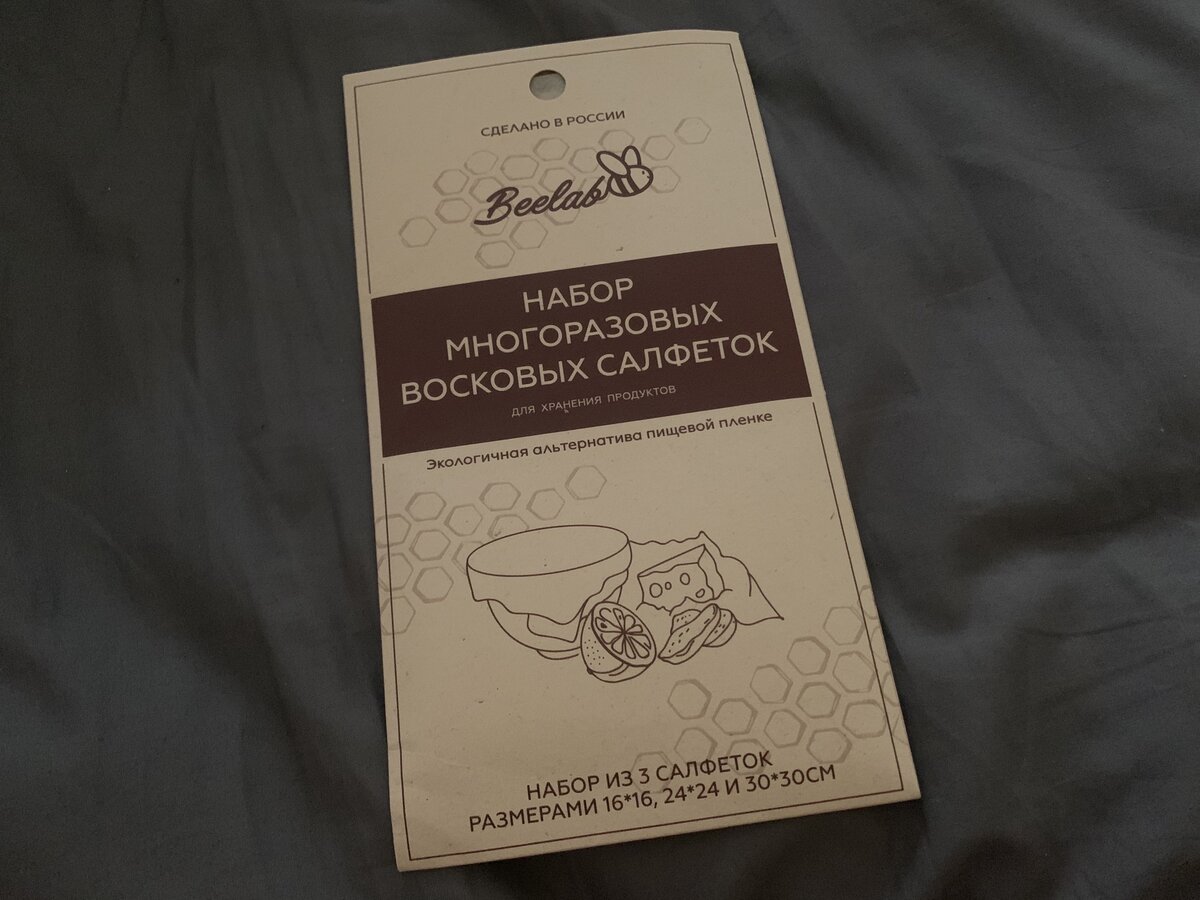 СДЕЛАНО В РОССИИ
Beelab
НАБОР
МНОГОРАЗОВЫХ
ВОСКОВЫХ САЛФЕТОК
ДЛЯ ХРАНЕНИЯ ПРОДУКТОВ
Экологичная альтернатива пищевой пленке
НАБОР ИЗ 3 САЛФЕТОК
РАЗМЕРАМИ 16*16, 24*24 И 30*30СМ